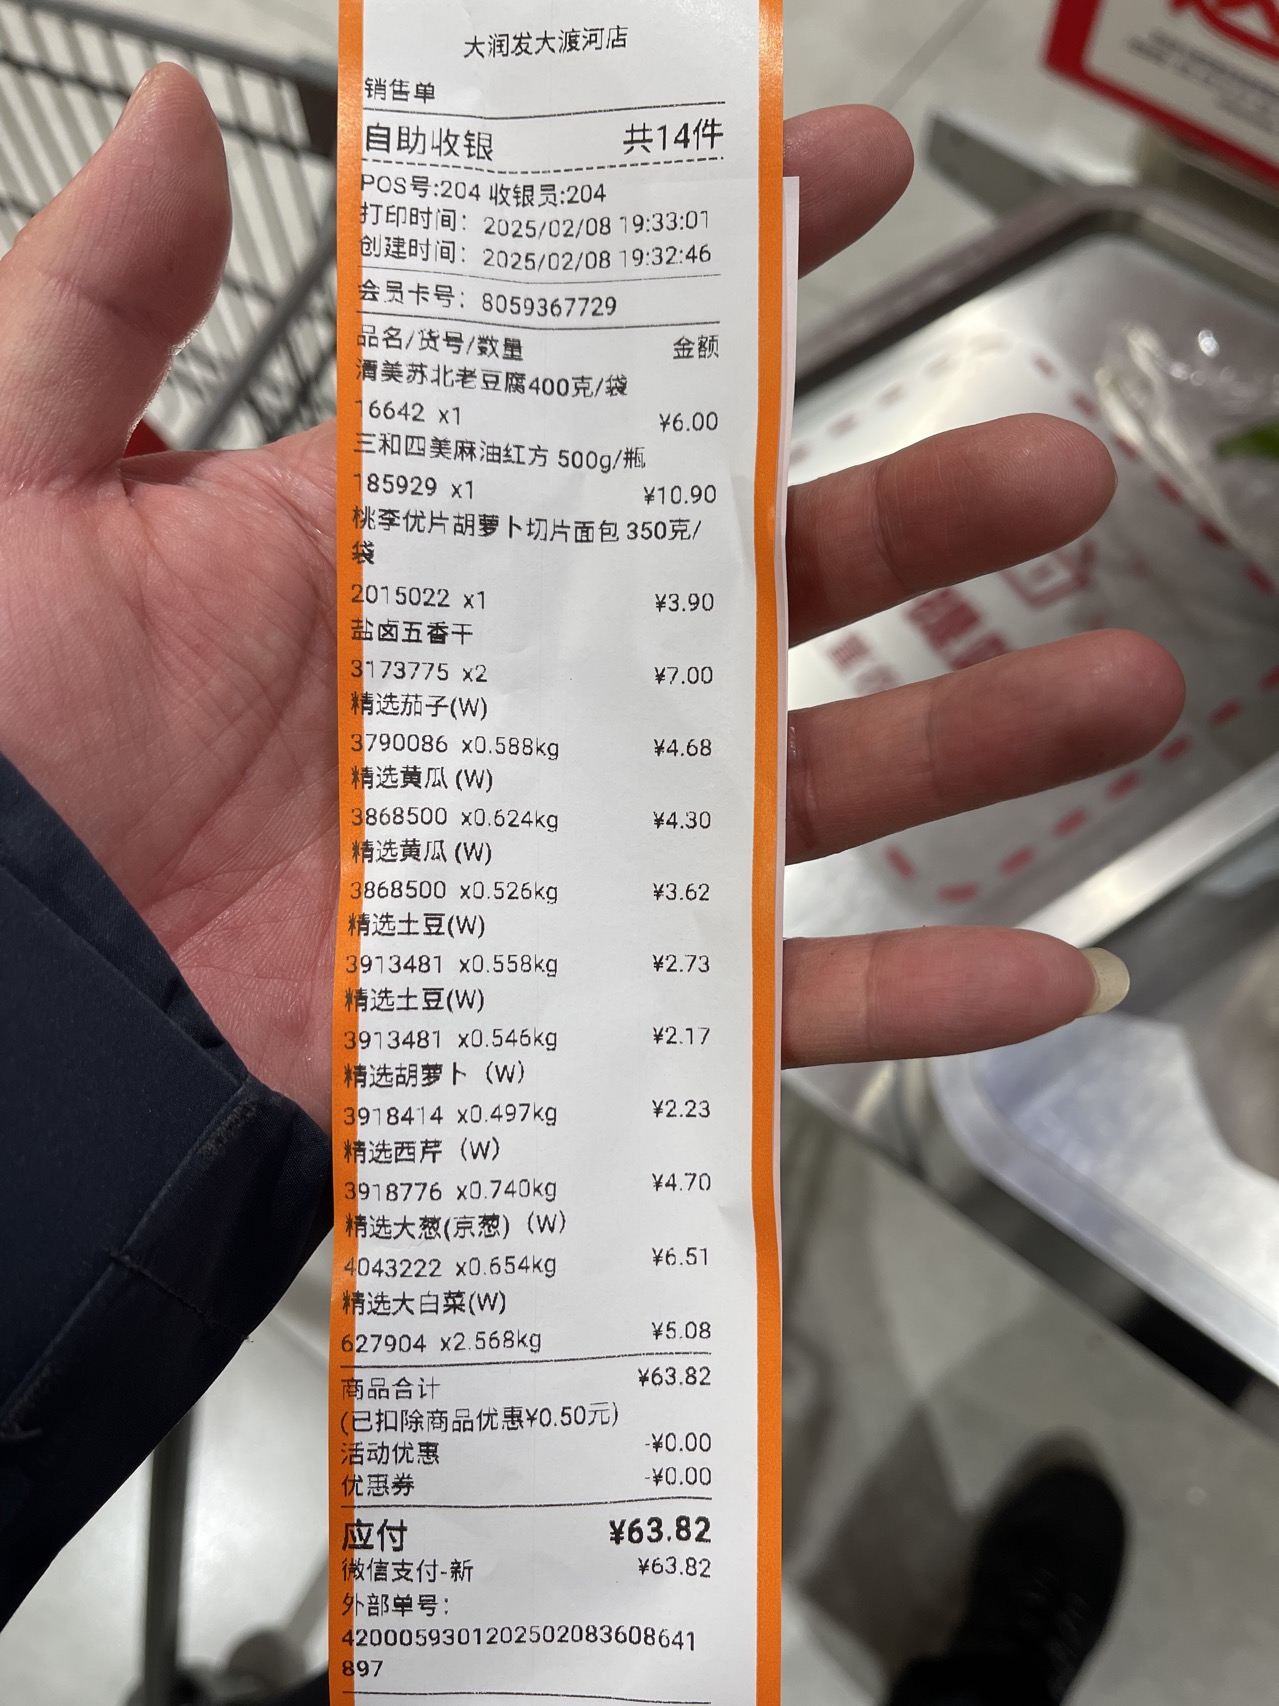 大润发大渡河店
销售单
自助收银 共14件
POS号:204 收银员:204
打印时间: 2025/02/08 19:33:01
创建时间: 2025/02/08 19:32:46
会员卡号: 8059367729
品名/货号/数量 金额
渭美苏北老豆腐400克/袋
16642 x1 ¥6.00
三和四美麻油红方 500g/瓶
185929 x1 ¥10.90
桃李优片胡萝卜切片面包 350克/
袋
2015022 x1 ¥3.90
盐卤五香干
3173775 x2 ¥7.00
精选茄子(W)
3790086 x0.588kg ¥4.68
精选黄瓜 (W)
3868500 x0.624kg ¥4.30
精选黄瓜 (W)
3868500 x0.526kg ¥3.62
精选土豆(W)
3913481 x0.558kg ¥2.73
精选土豆(W)
3913481 x0.546kg ¥2.17
精选胡萝卜（W）
3918414 x0.497kg ¥2.23
精选西芹（W）
3918776 x0.740kg ¥4.70
精选大葱(京葱)（W）
4043222 x0.654kg ¥6.51
精选大白菜(W)
627904 x2.568kg ¥5.08
商品合计 ¥63.82
(已扣除商品优惠¥0.50元)
活动优惠 -¥0.00
优惠券 -¥0.00
应付 ¥63.82
微信支付-新 ¥63.82
外部单号:
4200059301202502083608641
897